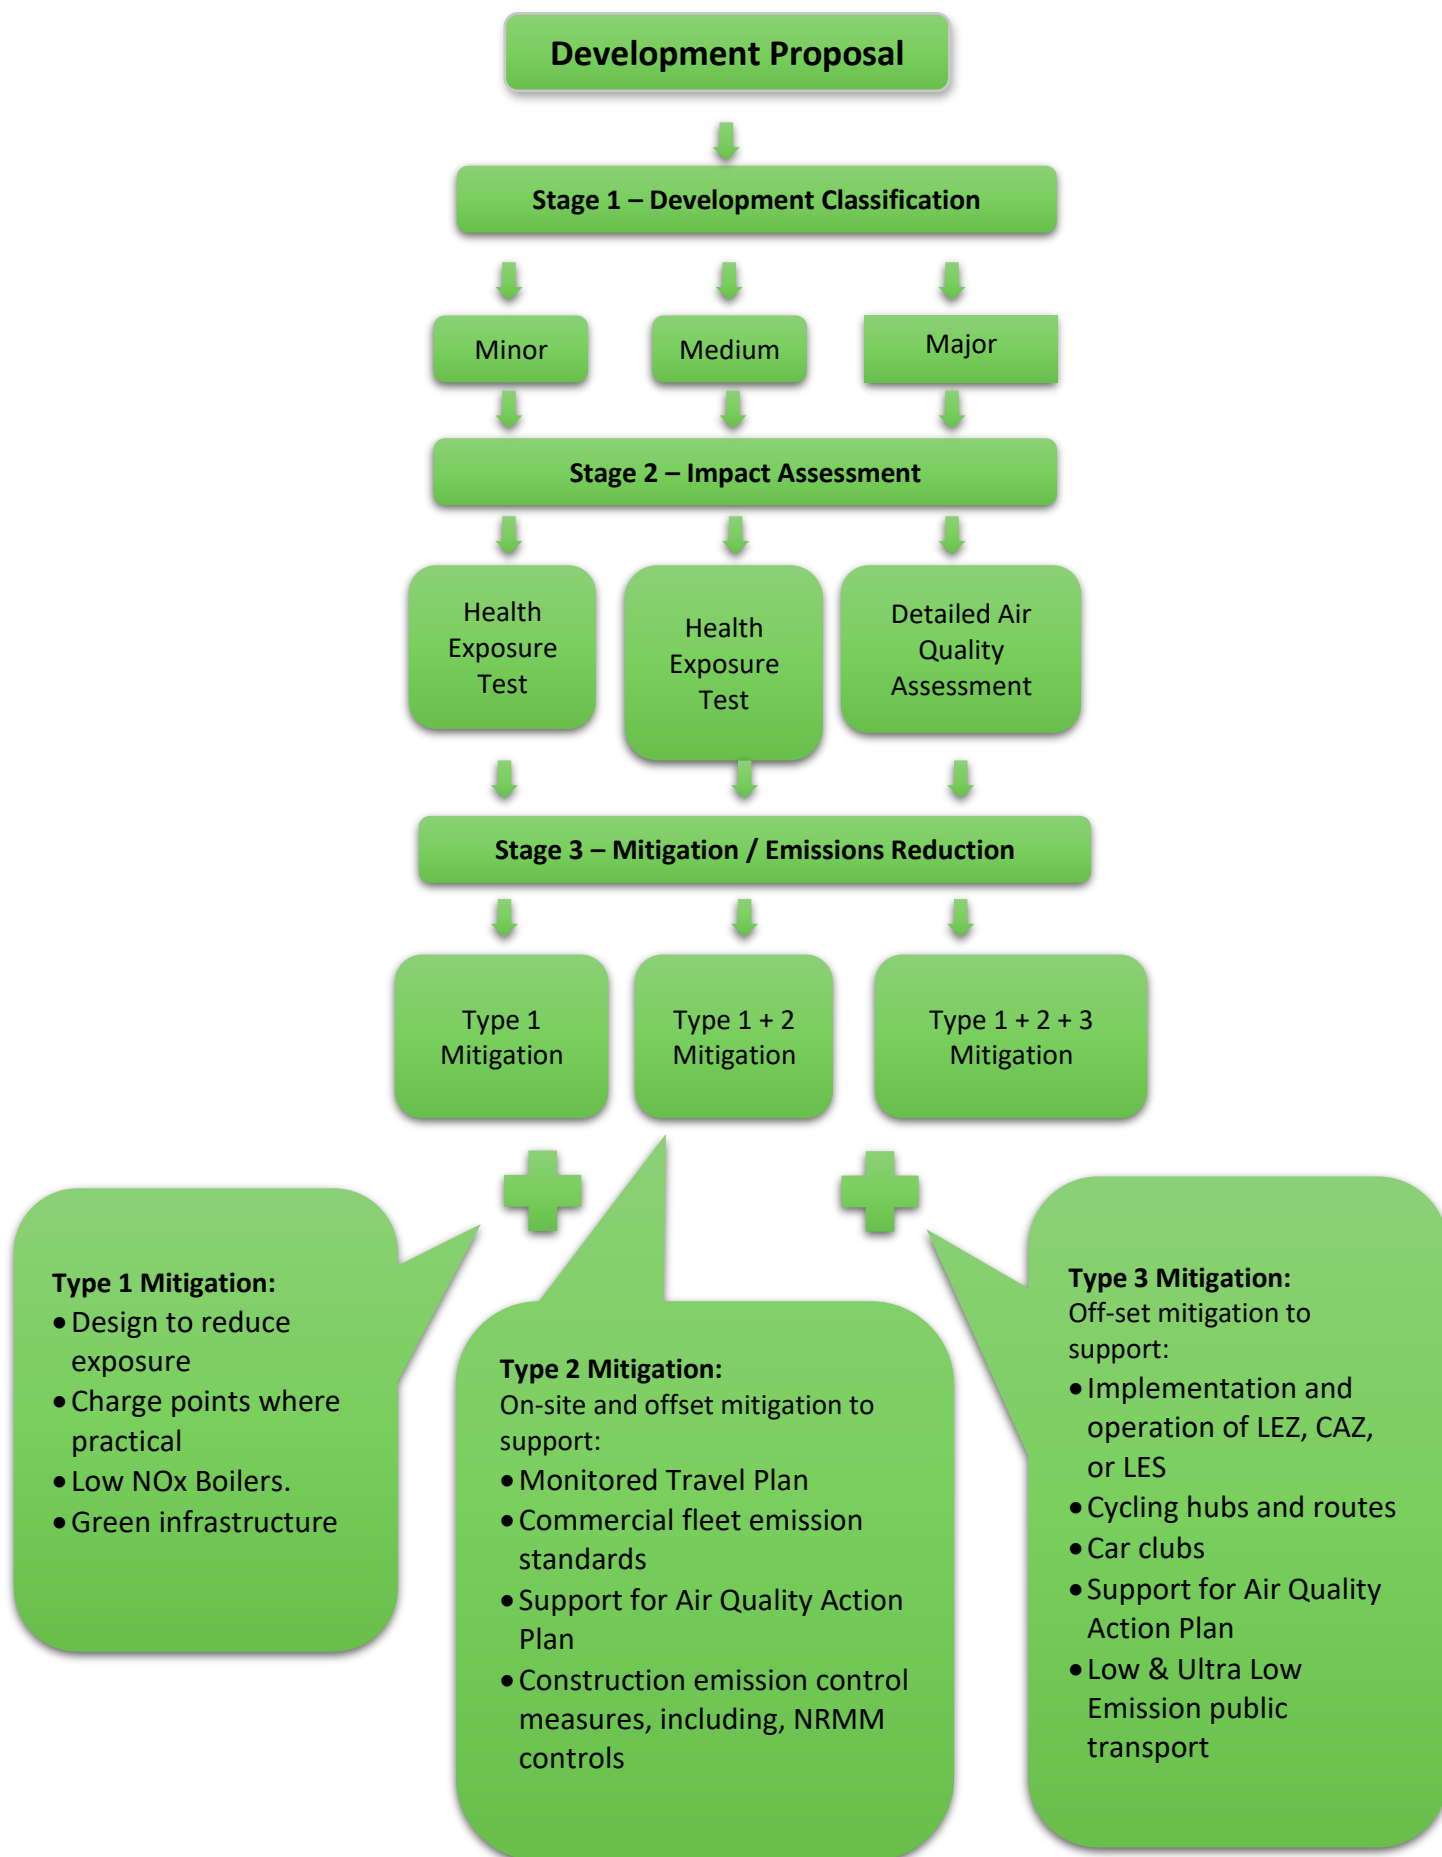 Development Proposal
Stage 1 – Development Classification
Minor
Medium
Major
Stage 2 – Impact Assessment
Health
Exposure
Test
Health
Exposure
Test
Detailed Air
Quality
Assessment
Stage 3 – Mitigation / Emissions Reduction
Type 1
Mitigation
Type 1 + 2
Mitigation
Type 1 + 2 + 3
Mitigation
Type 1 Mitigation:
• Design to reduce
exposure
• Charge points where
practical
• Low NOx Boilers.
• Green infrastructure
Type 2 Mitigation:
On-site and offset mitigation to
support:
• Monitored Travel Plan
• Commercial fleet emission
standards
• Support for Air Quality Action
Plan
• Construction emission control
measures, including, NRMM
controls
Type 3 Mitigation:
Off-set mitigation to
support:
• Implementation and
operation of LEZ, CAZ,
or LES
• Cycling hubs and routes
• Car clubs
• Support for Air Quality
Action Plan
• Low & Ultra Low
Emission public
transport